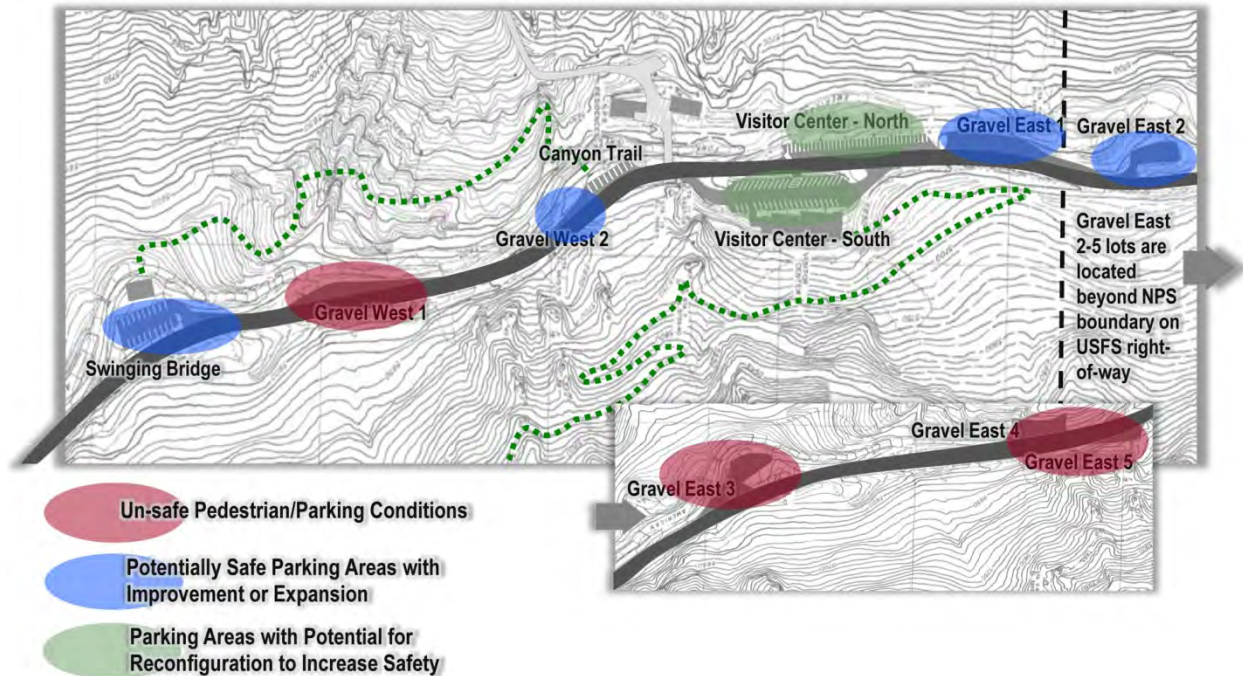 Visitor Center - North
Gravel East 1
Gravel East 2
Canyon Trail
Gravel West 2
Visitor Center - South
Gravel East
2-5 lots are
located
beyond NPS
boundary on
USFS right-
of-way
Gravel West 1
Swinging Bridge
Gravel East 4
Gravel East 3
Gravel East 5
Un-safe Pedestrian/Parking Conditions
Potentially Safe Parking Areas with
Improvement or Expansion
Parking Areas with Potential for
Reconfiguration to Increase Safety